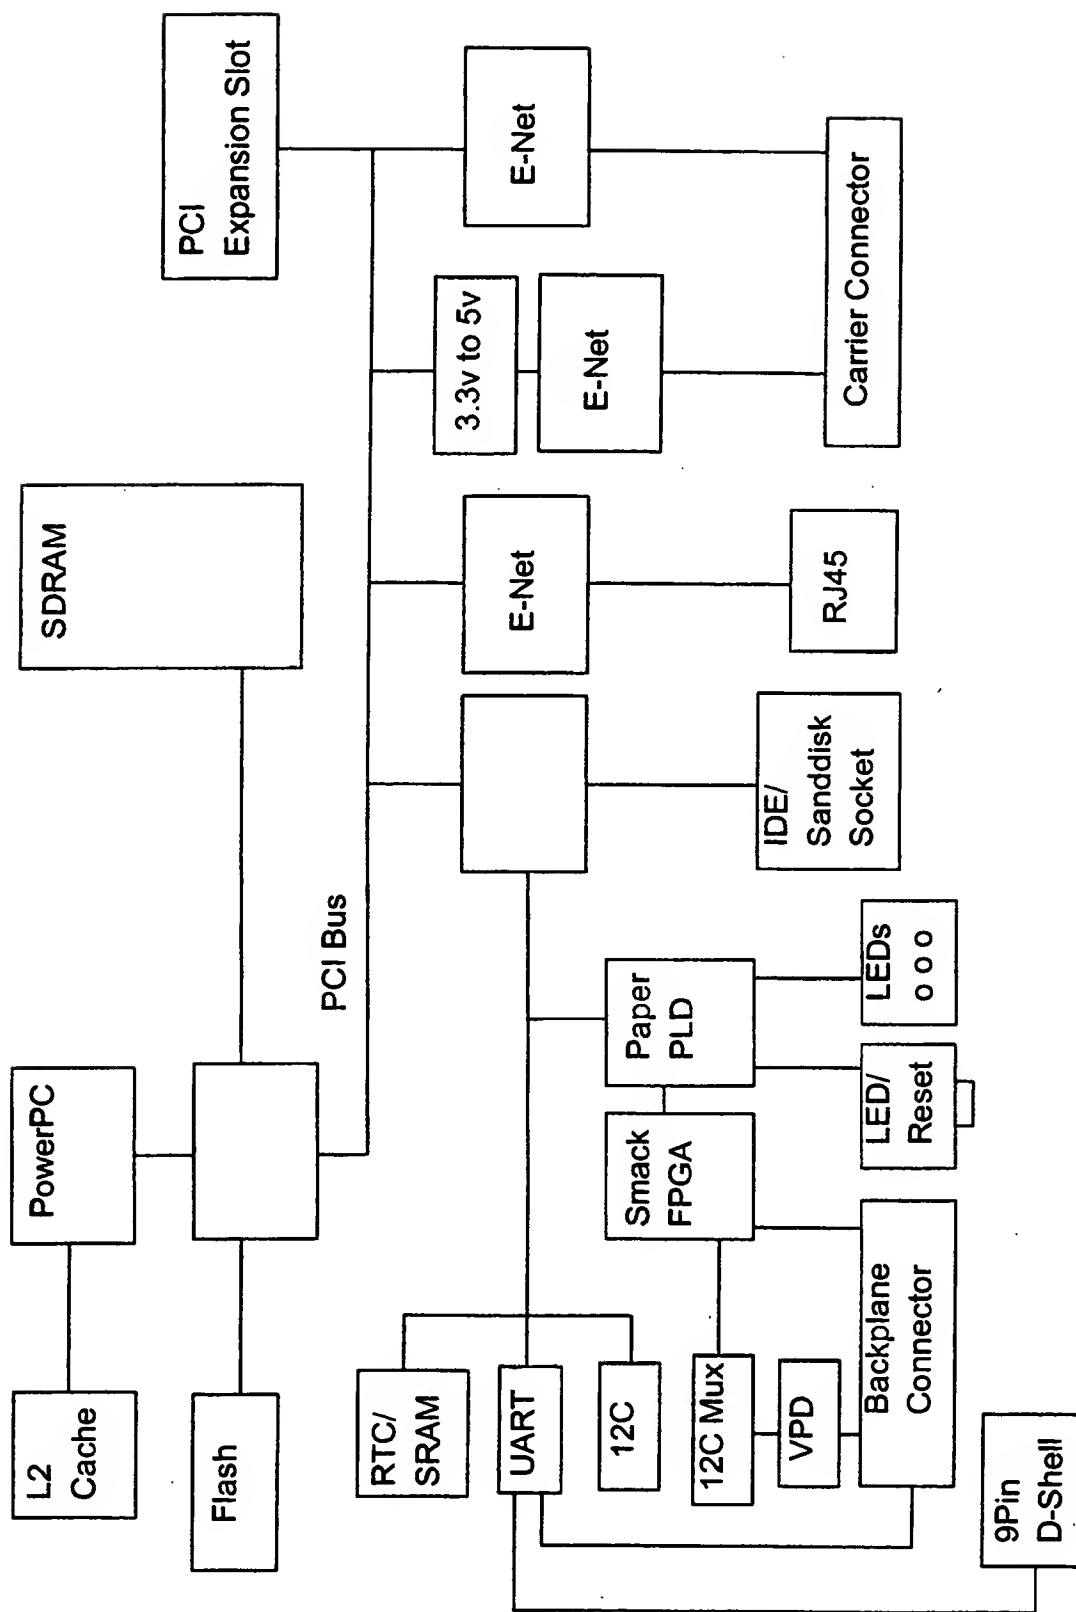 L2
Cache
PowerPC
SDRAM
PCI
Expansion Slot
Flash
PCI Bus
RTC/
SRAM
UART
12C
3.3v to 5v
E-Net
E-Net
E-Net
12C Mux
VPD
Smack
FPGA
Paper
PLD
IDE/
Sanddisk
Socket
RJ45
Carrier Connector
Backplane
Connector
LED/
Reset
LEDs
o o o
9Pin
D-Shell